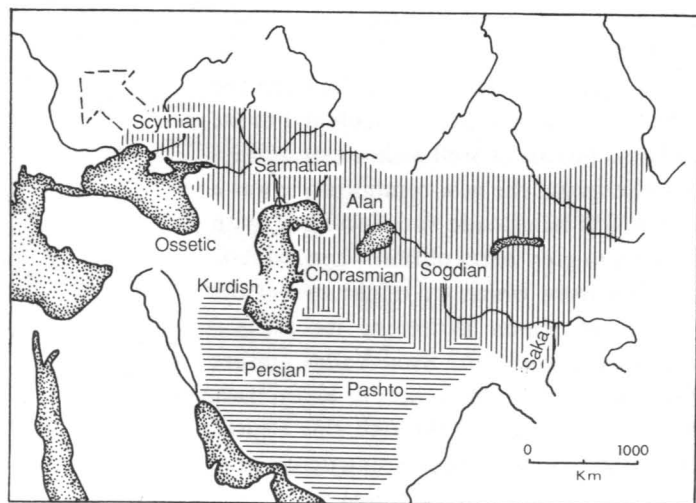 Scythian
Sarmatian
Alan
Ossetic
Kurdish
Chorasmian
Sogdian
Saka
Persian
Pashto
0 1000
Km